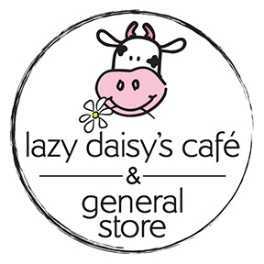 lazy daisy's café
&
general
store